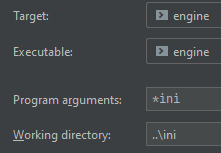 Target: engine
Executable: engine
Program arguments: *ini
Working directory: ..\ini